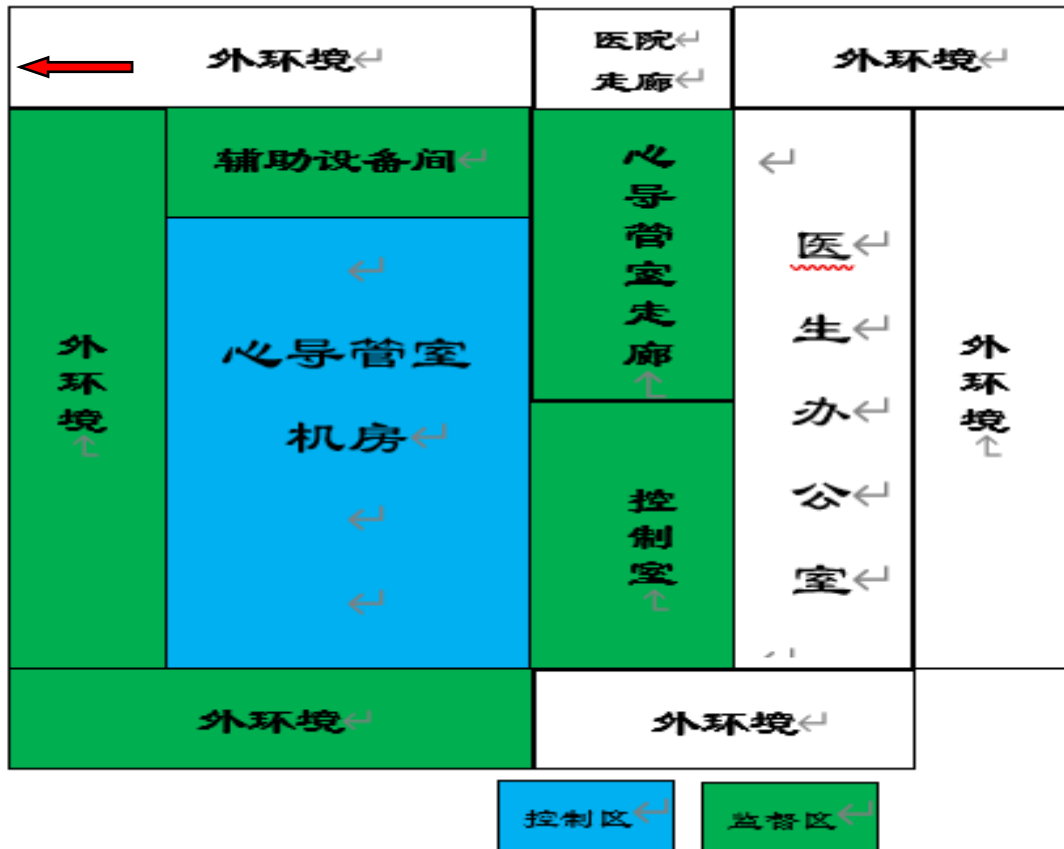 外环境
医院
走廊
外环境
外环境
辅助设备间
心导管室
机房
心导管室走廊
控制室
医生办公室
外环境
外环境
外环境
控制区
监督区